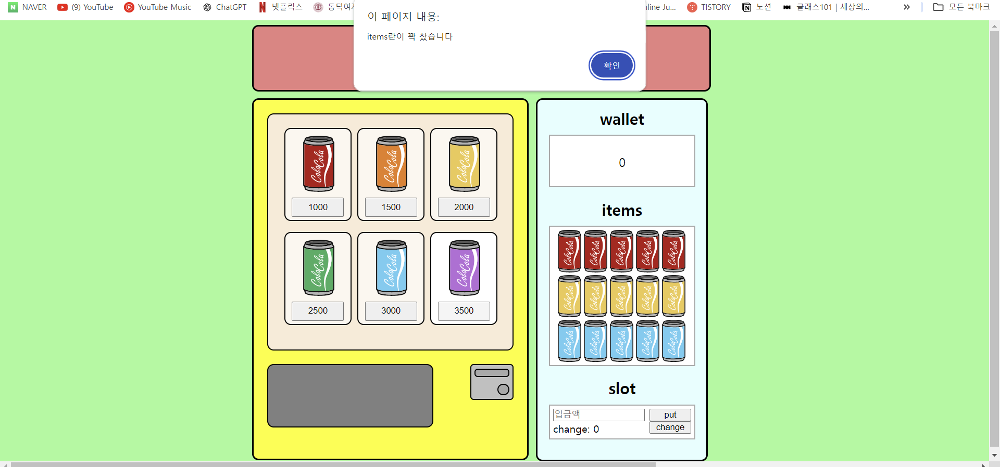 NAVER (9) YouTube YouTube Music ChatGPT 넷플릭스 동덕여 nline Ju... TISTORY 노션 클래스101 | 세상의... 모든 북마크
이 페이지 내용:
items란이 꽉 찼습니다
확인
ColaCola ColaCola ColaCola
1000 1500 2000
ColaCola ColaCola ColaCola
2500 3000 3500
wallet
0
items
ColaCola ColaCola ColaCola ColaCola ColaCola
ColaCola ColaCola ColaCola ColaCola ColaCola
ColaCola ColaCola ColaCola ColaCola ColaCola
slot
입금액 put
change: 0 change